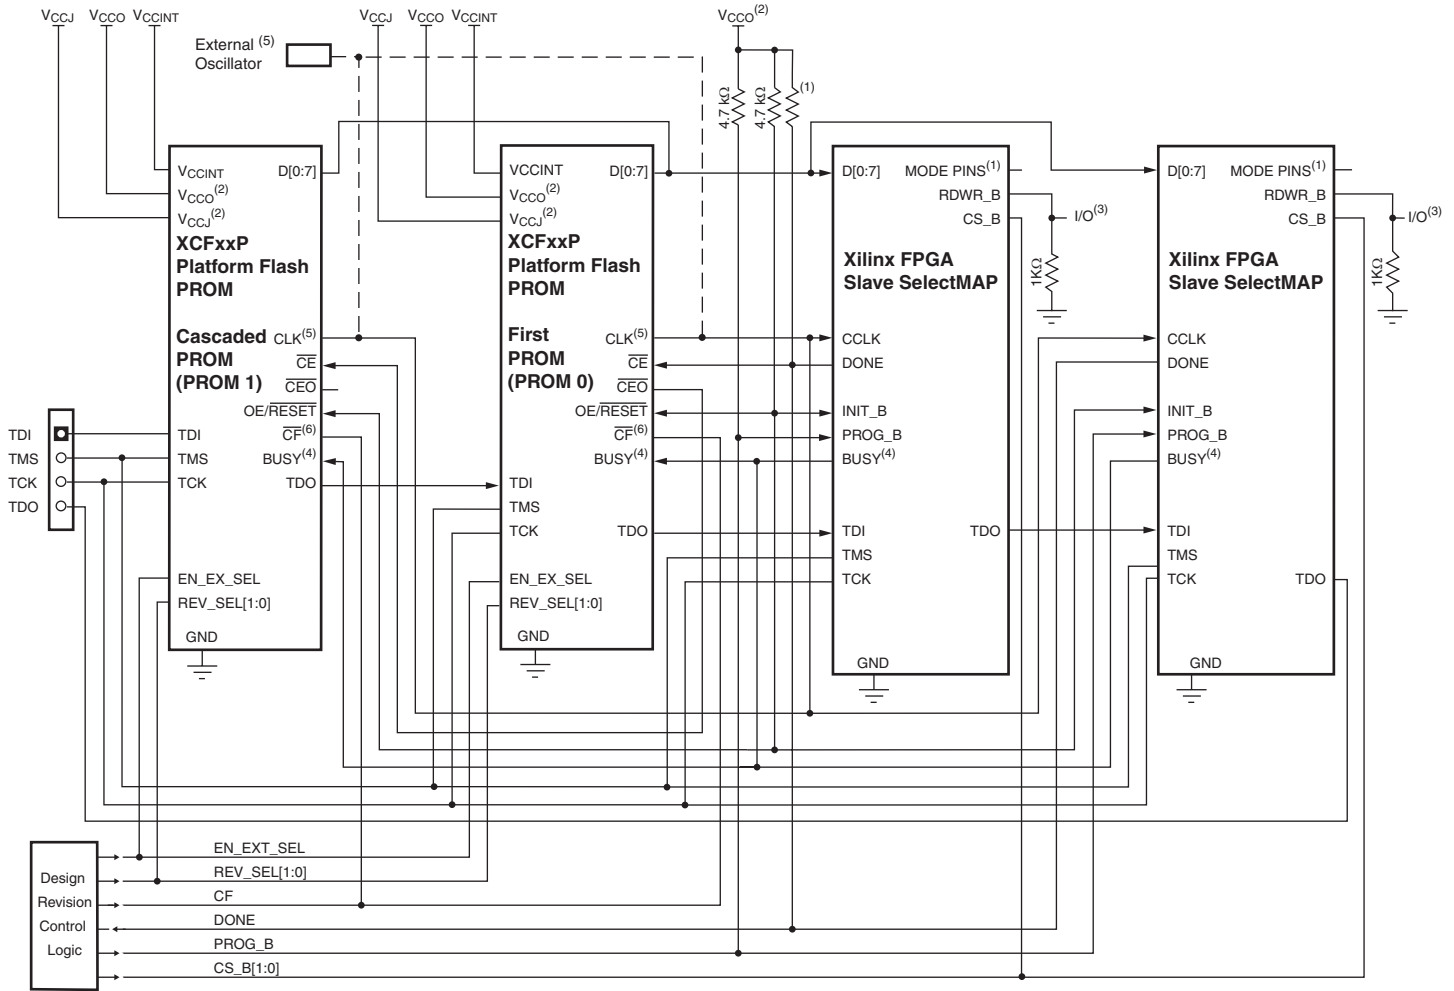 VCCJ VCCO VCCINT
VCCJ VCCO VCCINT
VCCO(2)
External (5)
Oscillator
4.7 kΩ
4.7 kΩ
(1)
VCCINT
VCCO(2)
VCCJ(2)
D[0:7]
XCFxxP
Platform Flash
PROM
Cascaded
PROM
(PROM 1)
CLK(5)
CE
CEO
OE/RESET
CF(6)
BUSY(4)
TDO
TDI
TMS
TCK
EN_EX_SEL
REV_SEL[1:0]
GND
TDI
TMS
TCK
TDO
VCCINT
VCCO(2)
VCCJ(2)
D[0:7]
XCFxxP
Platform Flash
PROM
First
PROM
(PROM 0)
CLK(5)
CE
CEO
OE/RESET
CF(6)
BUSY(4)
TDI
TMS
TCK
TDO
EN_EX_SEL
REV_SEL[1:0]
GND
D[0:7]
MODE PINS(1)
RDWR_B
CS_B
I/O(3)
1KΩ
Xilinx FPGA
Slave SelectMAP
CCLK
DONE
INIT_B
PROG_B
BUSY(4)
TDI
TMS
TCK
TDO
GND
D[0:7]
MODE PINS(1)
RDWR_B
CS_B
I/O(3)
1KΩ
Xilinx FPGA
Slave SelectMAP
CCLK
DONE
INIT_B
PROG_B
BUSY(4)
TDI
TMS
TCK
TDO
GND
Design
Revision
Control
Logic
EN_EXT_SEL
REV_SEL[1:0]
CF
DONE
PROG_B
CS_B[1:0]